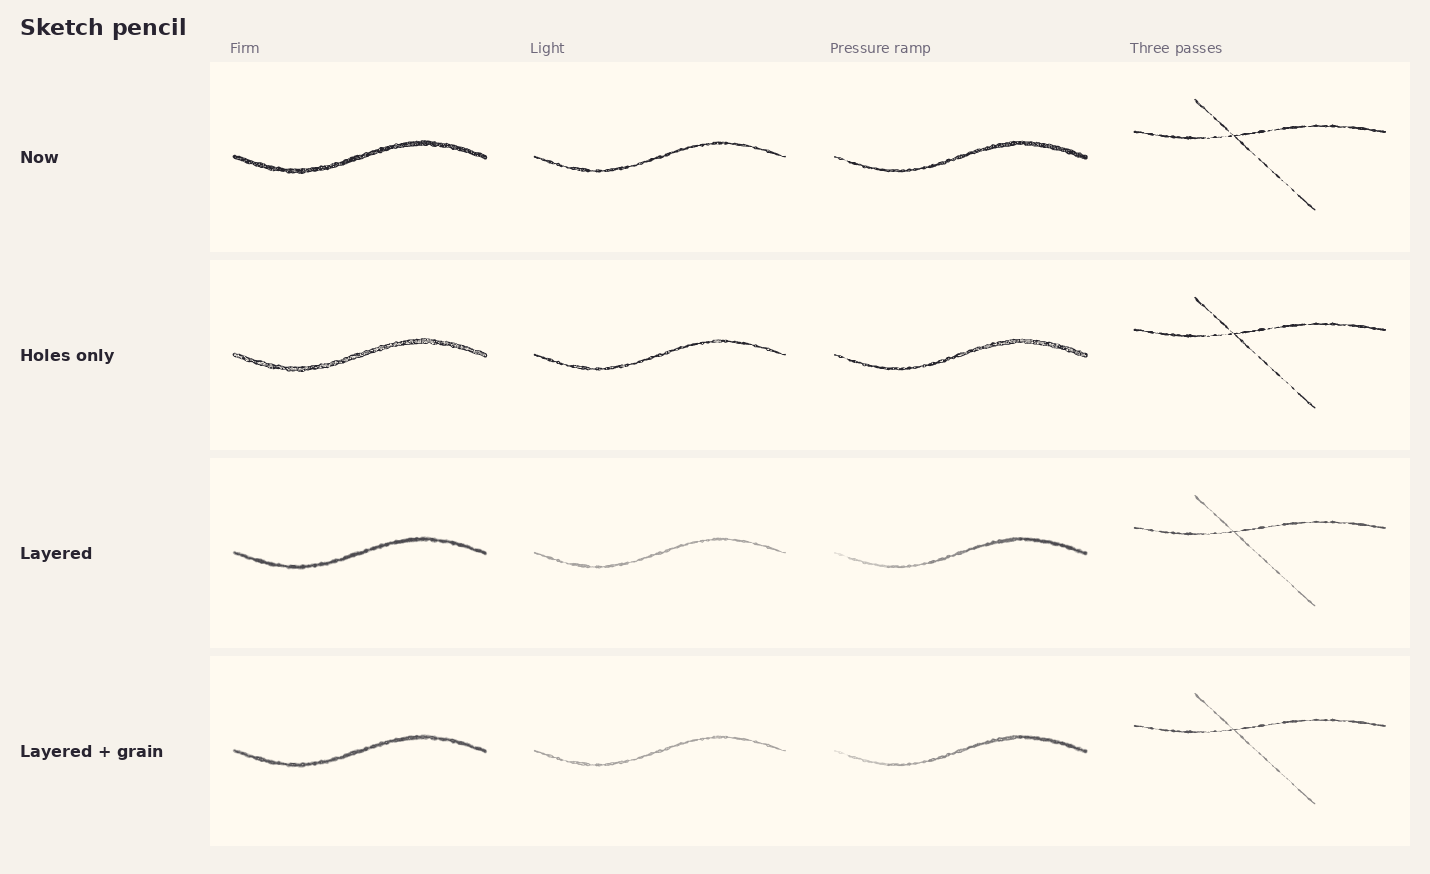 Sketch pencil
Firm Light Pressure ramp Three passes
Now
Holes only
Layered
Layered + grain